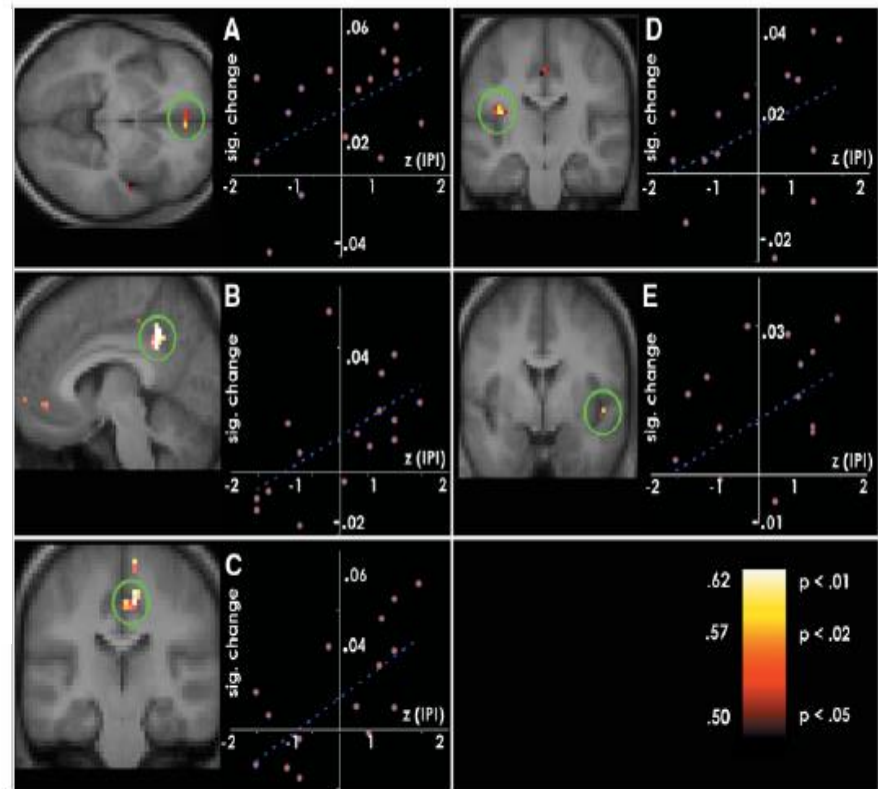 A
sig. change
.06
.02
z (IPI)
-2 -1 1 2
-.04
D
sig. change
.04
.02
z (IPI)
-2 -1 1 2
-.02
B
sig. change
.04
z (IPI)
-2 -1 1 2
-.02
E
sig. change
.03
z (IPI)
-2 -1 1 2
-.01
C
sig. change
.06
.04
z (IPI)
-2 -1 1 2
.62 p < .01
.57 p < .02
.50 p < .05